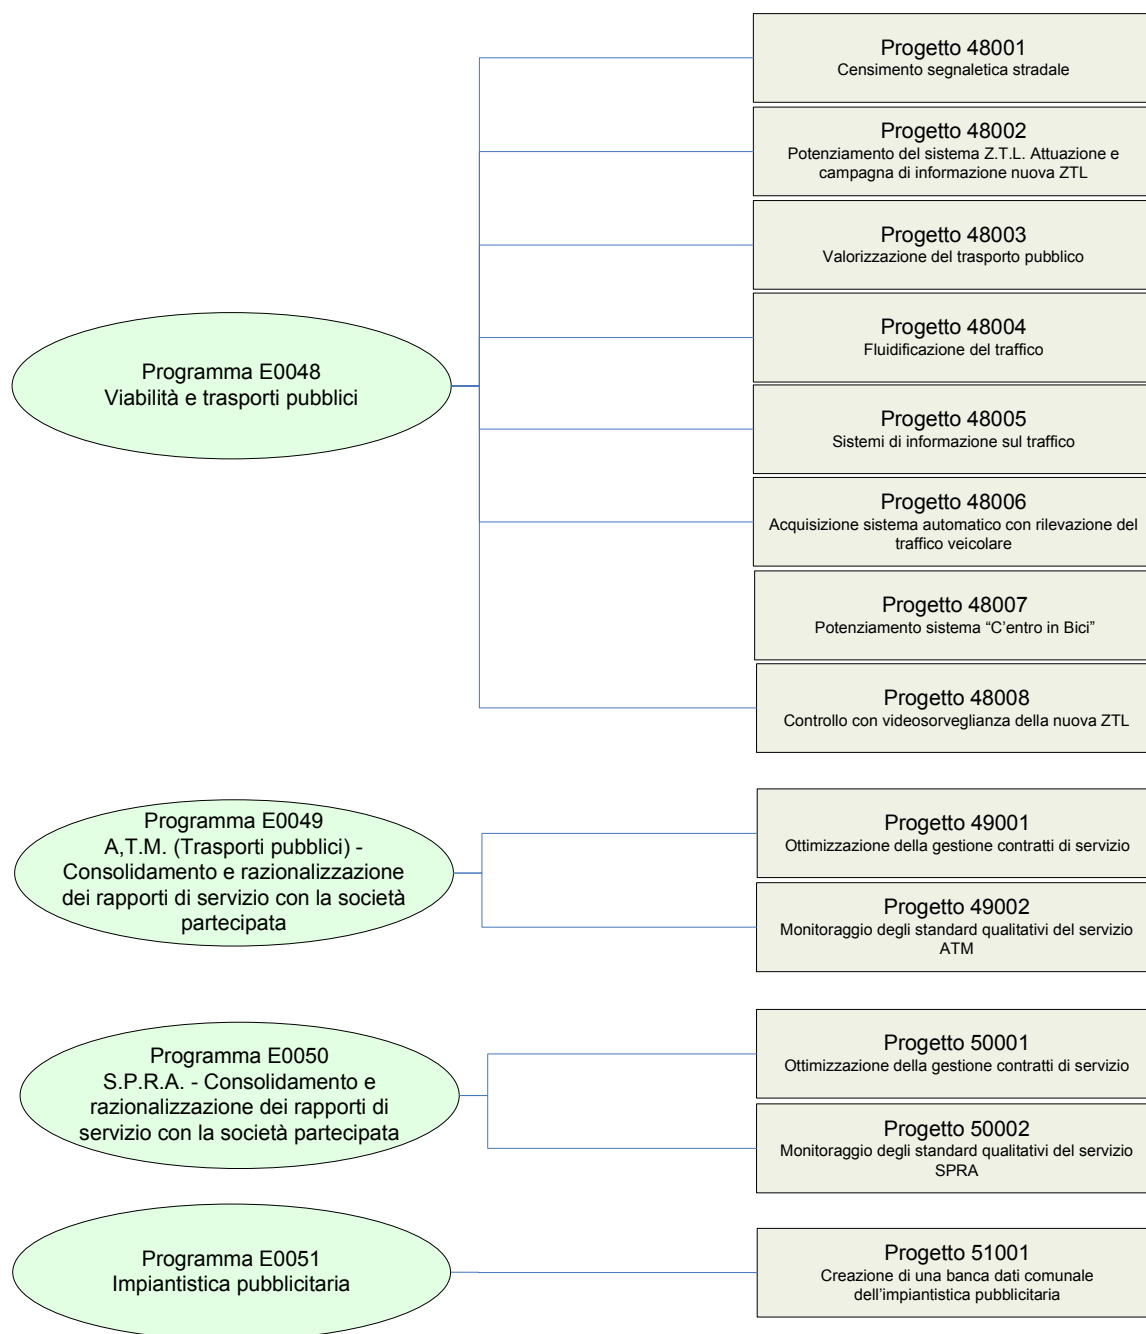 Progetto 48001
Censimento segnaletica stradale
Progetto 48002
Potenziamento del sistema Z.T.L. Attuazione e
campagna di informazione nuova ZTL
Progetto 48003
Valorizzazione del trasporto pubblico
Progetto 48004
Fluidificazione del traffico
Programma E0048
Viabilità e trasporti pubblici
Progetto 48005
Sistemi di informazione sul traffico
Progetto 48006
Acquisizione sistema automatico con rilevazione del
traffico veicolare
Progetto 48007
Potenziamento sistema “C’entro in Bici”
Progetto 48008
Controllo con videosorveglianza della nuova ZTL
Programma E0049
A,T.M. (Trasporti pubblici) -
Consolidamento e razionalizzazione
dei rapporti di servizio con la società
partecipata
Progetto 49001
Ottimizzazione della gestione contratti di servizio
Progetto 49002
Monitoraggio degli standard qualitativi del servizio
ATM
Programma E0050
S.P.R.A. - Consolidamento e
razionalizzazione dei rapporti di
servizio con la società partecipata
Progetto 50001
Ottimizzazione della gestione contratti di servizio
Progetto 50002
Monitoraggio degli standard qualitativi del servizio
SPRA
Programma E0051
Impiantistica pubblicitaria
Progetto 51001
Creazione di una banca dati comunale
dell’impiantistica pubblicitaria